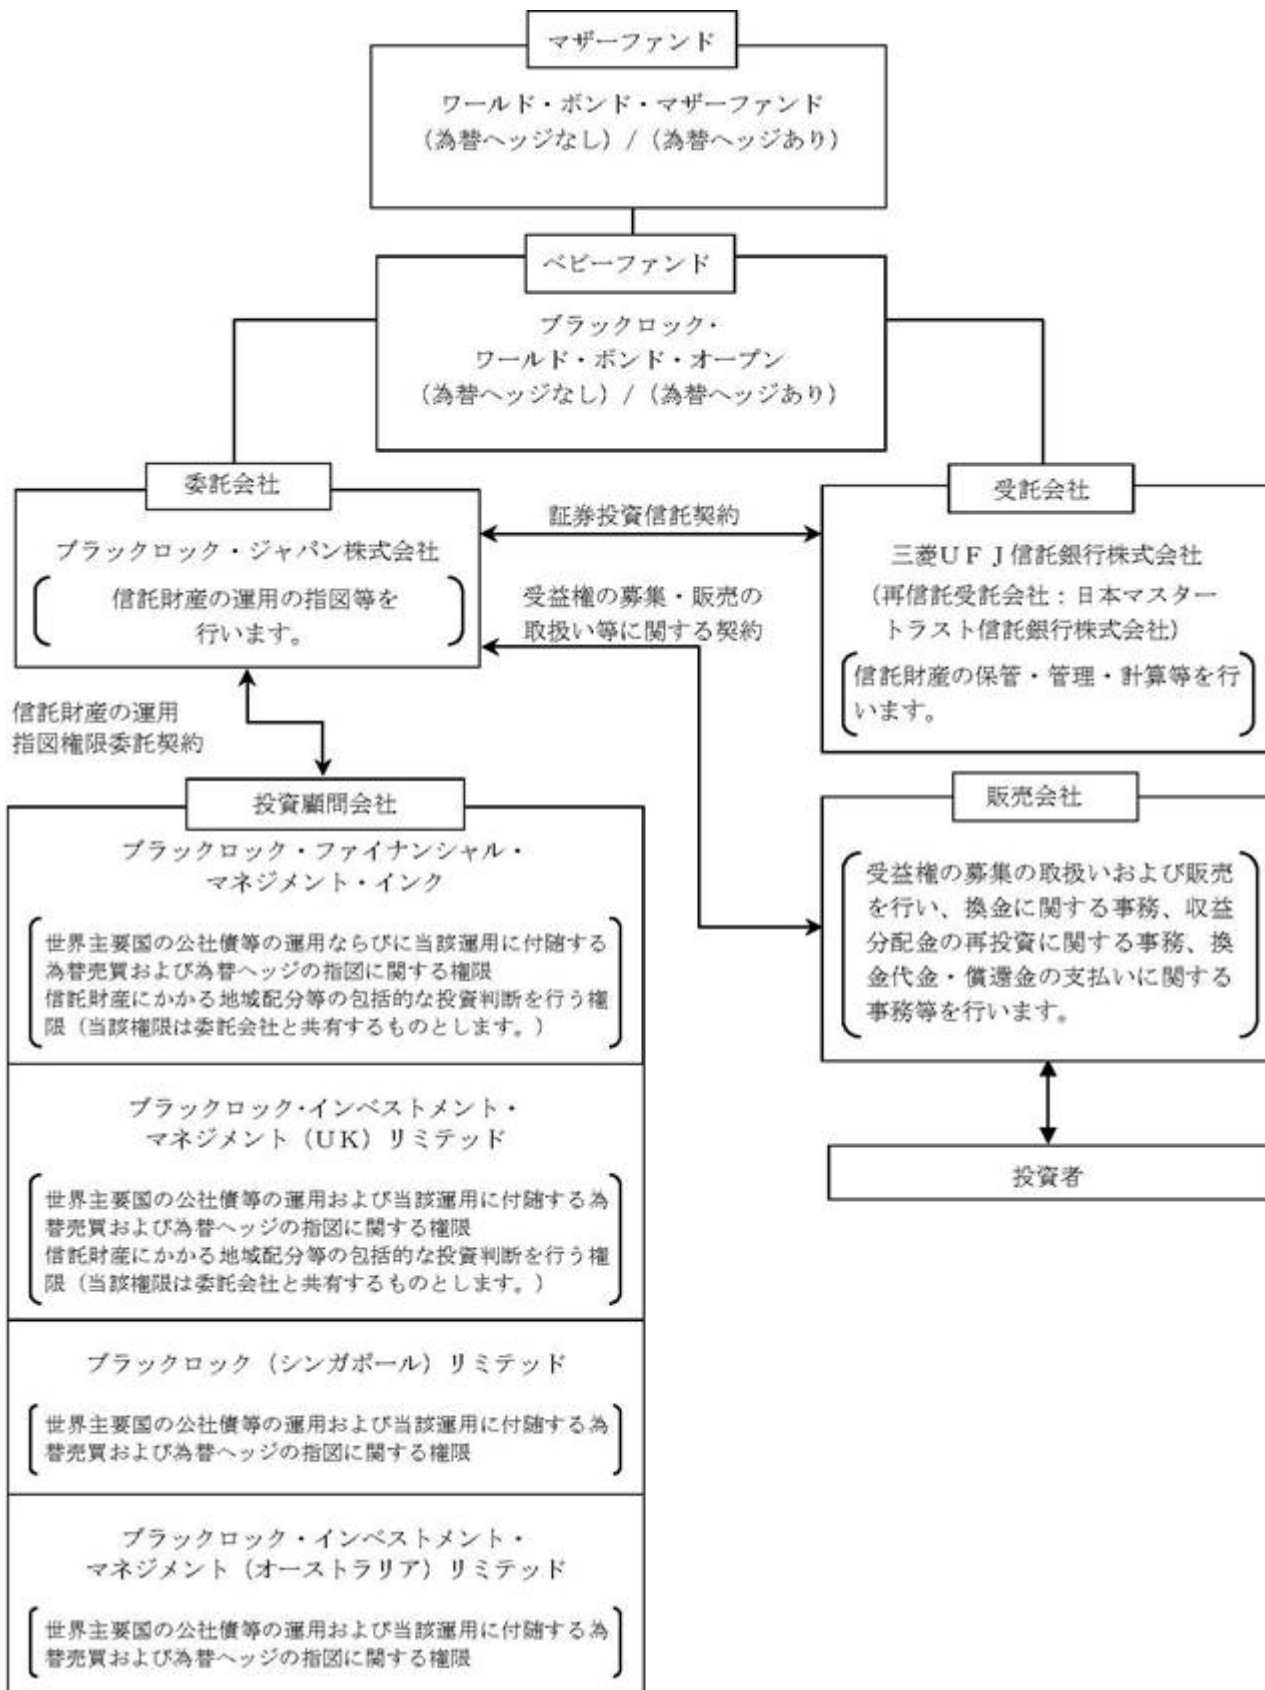 マザーファンド
ワールド・ボンド・マザーファンド
（為替ヘッジなし）/（為替ヘッジあり）
ベビーファンド
ブラックロック・
ワールド・ボンド・オープン
（為替ヘッジなし）/（為替ヘッジあり）
委託会社
ブラックロック・ジャパン株式会社
信託財産の運用の指図等を
行います。
証券投資信託契約
受益権の募集・販売の
取扱い等に関する契約
受託会社
三菱ＵＦＪ信託銀行株式会社
（再信託受託会社：日本マスター
トラスト信託銀行株式会社）
信託財産の保管・管理・計算等を行
います。
信託財産の運用
指図権限委託契約
投資顧問会社
ブラックロック・ファイナンシャル・
マネジメント・インク
世界主要国の公社債等の運用ならびに当該運用に付随する
為替売買および為替ヘッジの指図に関する権限
信託財産にかかる地域配分等の包括的な投資判断を行う権
限（当該権限は委託会社と共有するものとします。）
ブラックロック・インベストメント・
マネジメント（ＵＫ）リミテッド
世界主要国の公社債等の運用および当該運用に付随する為
替売買および為替ヘッジの指図に関する権限
信託財産にかかる地域配分等の包括的な投資判断を行う権
限（当該権限は委託会社と共有するものとします。）
ブラックロック（シンガポール）リミテッド
世界主要国の公社債等の運用および当該運用に付随する為
替売買および為替ヘッジの指図に関する権限
ブラックロック・インベストメント・
マネジメント（オーストラリア）リミテッド
世界主要国の公社債等の運用および当該運用に付随する為
替売買および為替ヘッジの指図に関する権限
販売会社
受益権の募集の取扱いおよび販売
を行い、換金に関する事務、収益
分配金の再投資に関する事務、換
金代金・償還金の支払いに関する
事務等を行います。
投資者